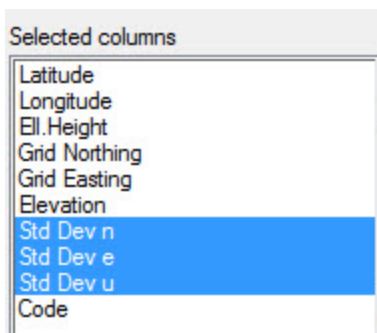 Selected columns
Latitude
Longitude
Ell.Height
Grid Northing
Grid Easting
Elevation
Std Dev n
Std Dev e
Std Dev u
Code